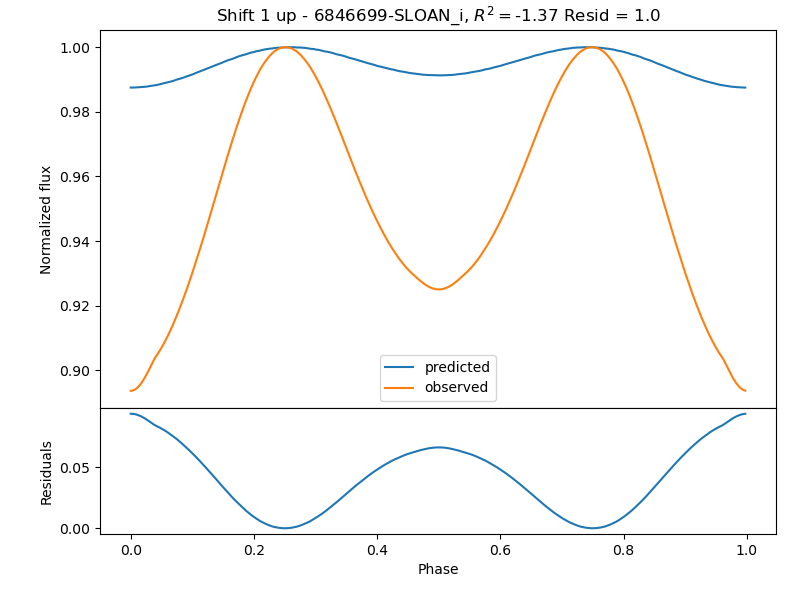 Shift 1 up - 6846699-SLOAN_i, $R^2=$-1.37 Resid = 1.0
1.00
0.98
0.96
0.94
0.92
0.90
Normalized flux
predicted
observed
0.05
0.00
Residuals
0.0 0.2 0.4 0.6 0.8 1.0
Phase